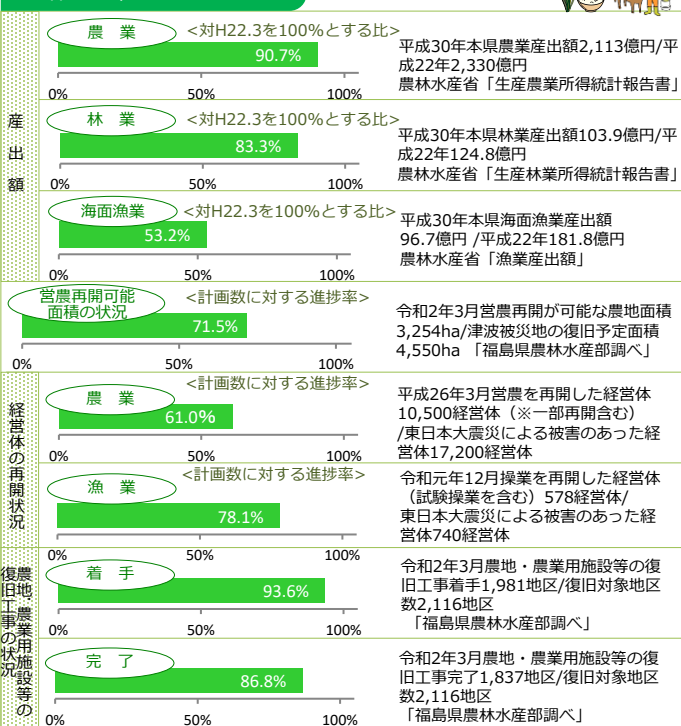 産出額
農 業
<対H22.3を100%とする比>
90.7%
0% 50% 100%
平成30年本県農業産出額2,113億円/平
成22年2,330億円
農林水産省「生産農業所得統計報告書」
林 業
<対H22.3を100%とする比>
83.3%
0% 50% 100%
平成30年本県林業産出額103.9億円/平
成22年124.8億円
農林水産省「生産林業所得統計報告書」
海面漁業
<対H22.3を100%とする比>
53.2%
0% 50% 100%
平成30年本県海面漁業産出額
96.7億円 /平成22年181.8億円
農林水産省「漁業産出額」
営農再開可能
面積の状況
<計画数に対する進捗率>
71.5%
0% 50% 100%
令和2年3月営農再開が可能な農地面積
3,254ha/津波被災地の復旧予定面積
4,550ha 「福島県農林水産部調べ」
経営体の再開状況
農 業
<計画数に対する進捗率>
61.0%
0% 50% 100%
平成26年3月営農を再開した経営体
10,500経営体（※一部再開含む）
/東日本大震災による被害のあった経
営体17,200経営体
漁 業
<計画数に対する進捗率>
78.1%
0% 50% 100%
令和元年12月操業を再開した経営体
（試験操業を含む）578経営体/
東日本大震災による被害のあった経
営体740経営体
農地・農業用施設等の
復旧工事の状況
着 手
93.6%
0% 50% 100%
令和2年3月農地・農業用施設等の復
旧工事着手1,981地区/復旧対象地区
数2,116地区
「福島県農林水産部調べ」
完 了
86.8%
0% 50% 100%
令和2年3月農地・農業用施設等の復
旧工事完了1,837地区/復旧対象地区
数2,116地区
「福島県農林水産部調べ」